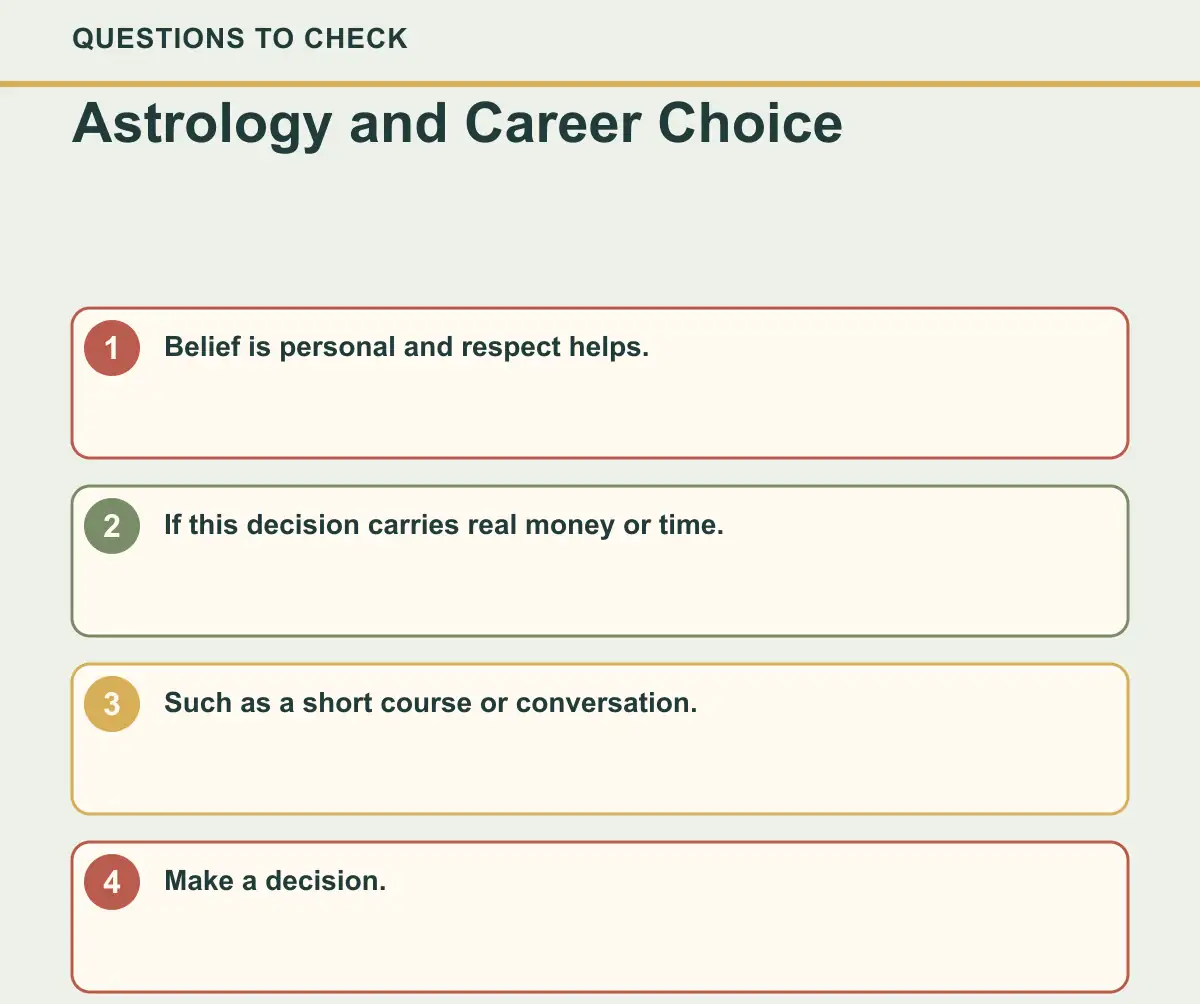 QUESTIONS TO CHECK
Astrology and Career Choice
1 Belief is personal and respect helps.
2 If this decision carries real money or time.
3 Such as a short course or conversation.
4 Make a decision.